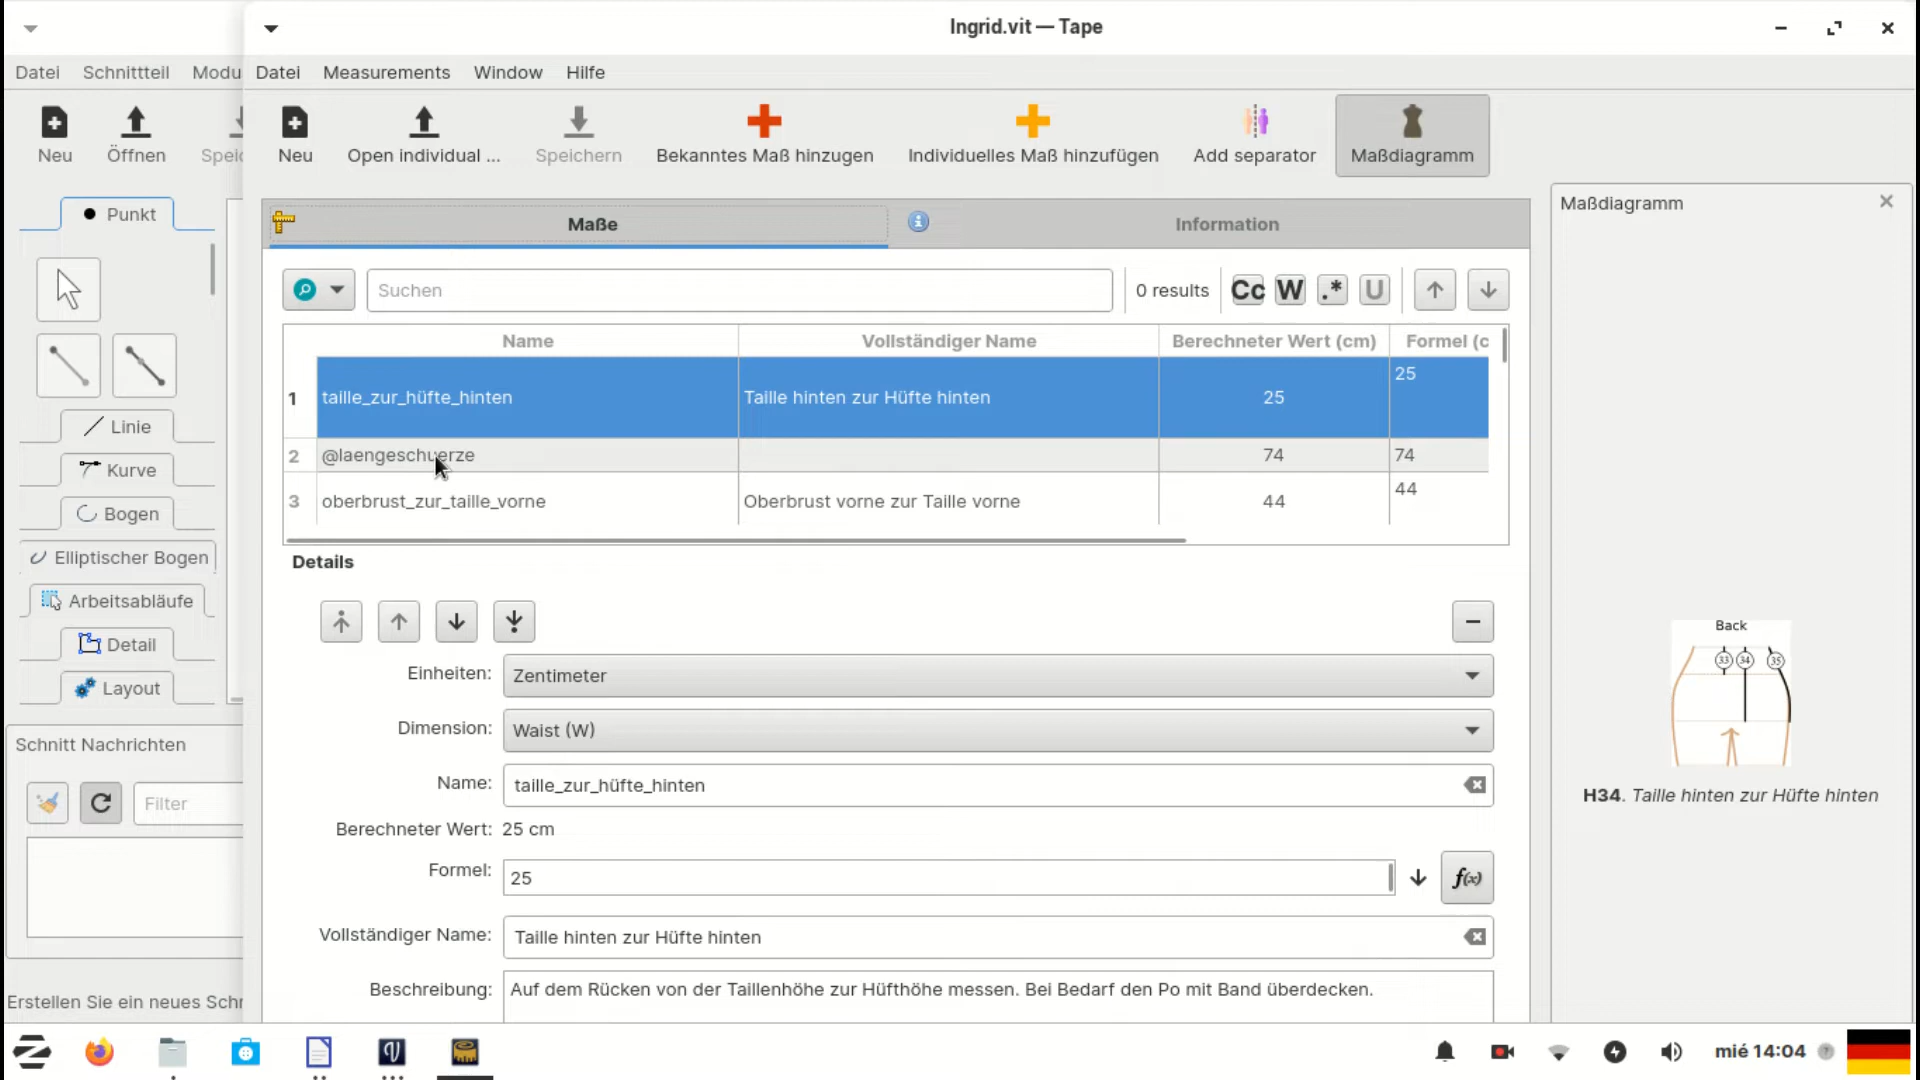 Ingrid.vit — Tape
Datei Schnittteil Modu
Datei Measurements Window Hilfe
Neu Öffnen Speic
Neu Open individual ... Speichern Bekanntes Maß hinzugen Individuelles Maß hinzufügen Add separator Maßdiagramm
Punkt
Linie
Kurve
Bogen
Elliptischer Bogen
Arbeitsabläufe
Detail
Layout
Schnitt Nachrichten
Filter
Erstellen Sie ein neues Schr
Maße Information
Suchen 0 results Cc W .* U
Name Vollständiger Name Berechneter Wert (cm) Formel (c
1 taille_zur_hüfte_hinten Taille hinten zur Hüfte hinten 25 25
2 @laengeschuerze 74 74
3 oberbrust_zur_taille_vorne Oberbrust vorne zur Taille vorne 44 44
Details
Einheiten: Zentimeter
Dimension: Waist (W)
Name: taille_zur_hüfte_hinten
Berechneter Wert: 25 cm
Formel: 25 f(x)
Vollständiger Name: Taille hinten zur Hüfte hinten
Beschreibung: Auf dem Rücken von der Taillenhöhe zur Hüfthöhe messen. Bei Bedarf den Po mit Band überdecken.
Maßdiagramm
Back
33 34 35
H34. Taille hinten zur Hüfte hinten
mié 14:04 ?